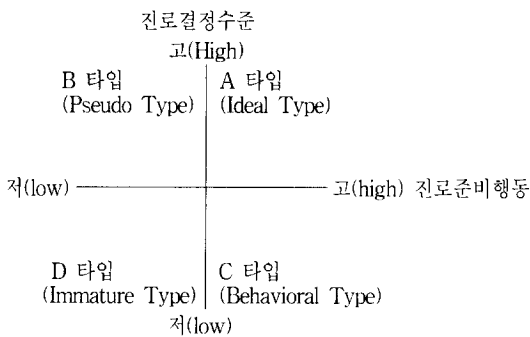 진로결정수준
고(High)
B 타입 A 타입
(Pseudo Type) (Ideal Type)
저(low) 고(high) 진로준비행동
D 타입 C 타입
(Immature Type) (Behavioral Type)
저(low)